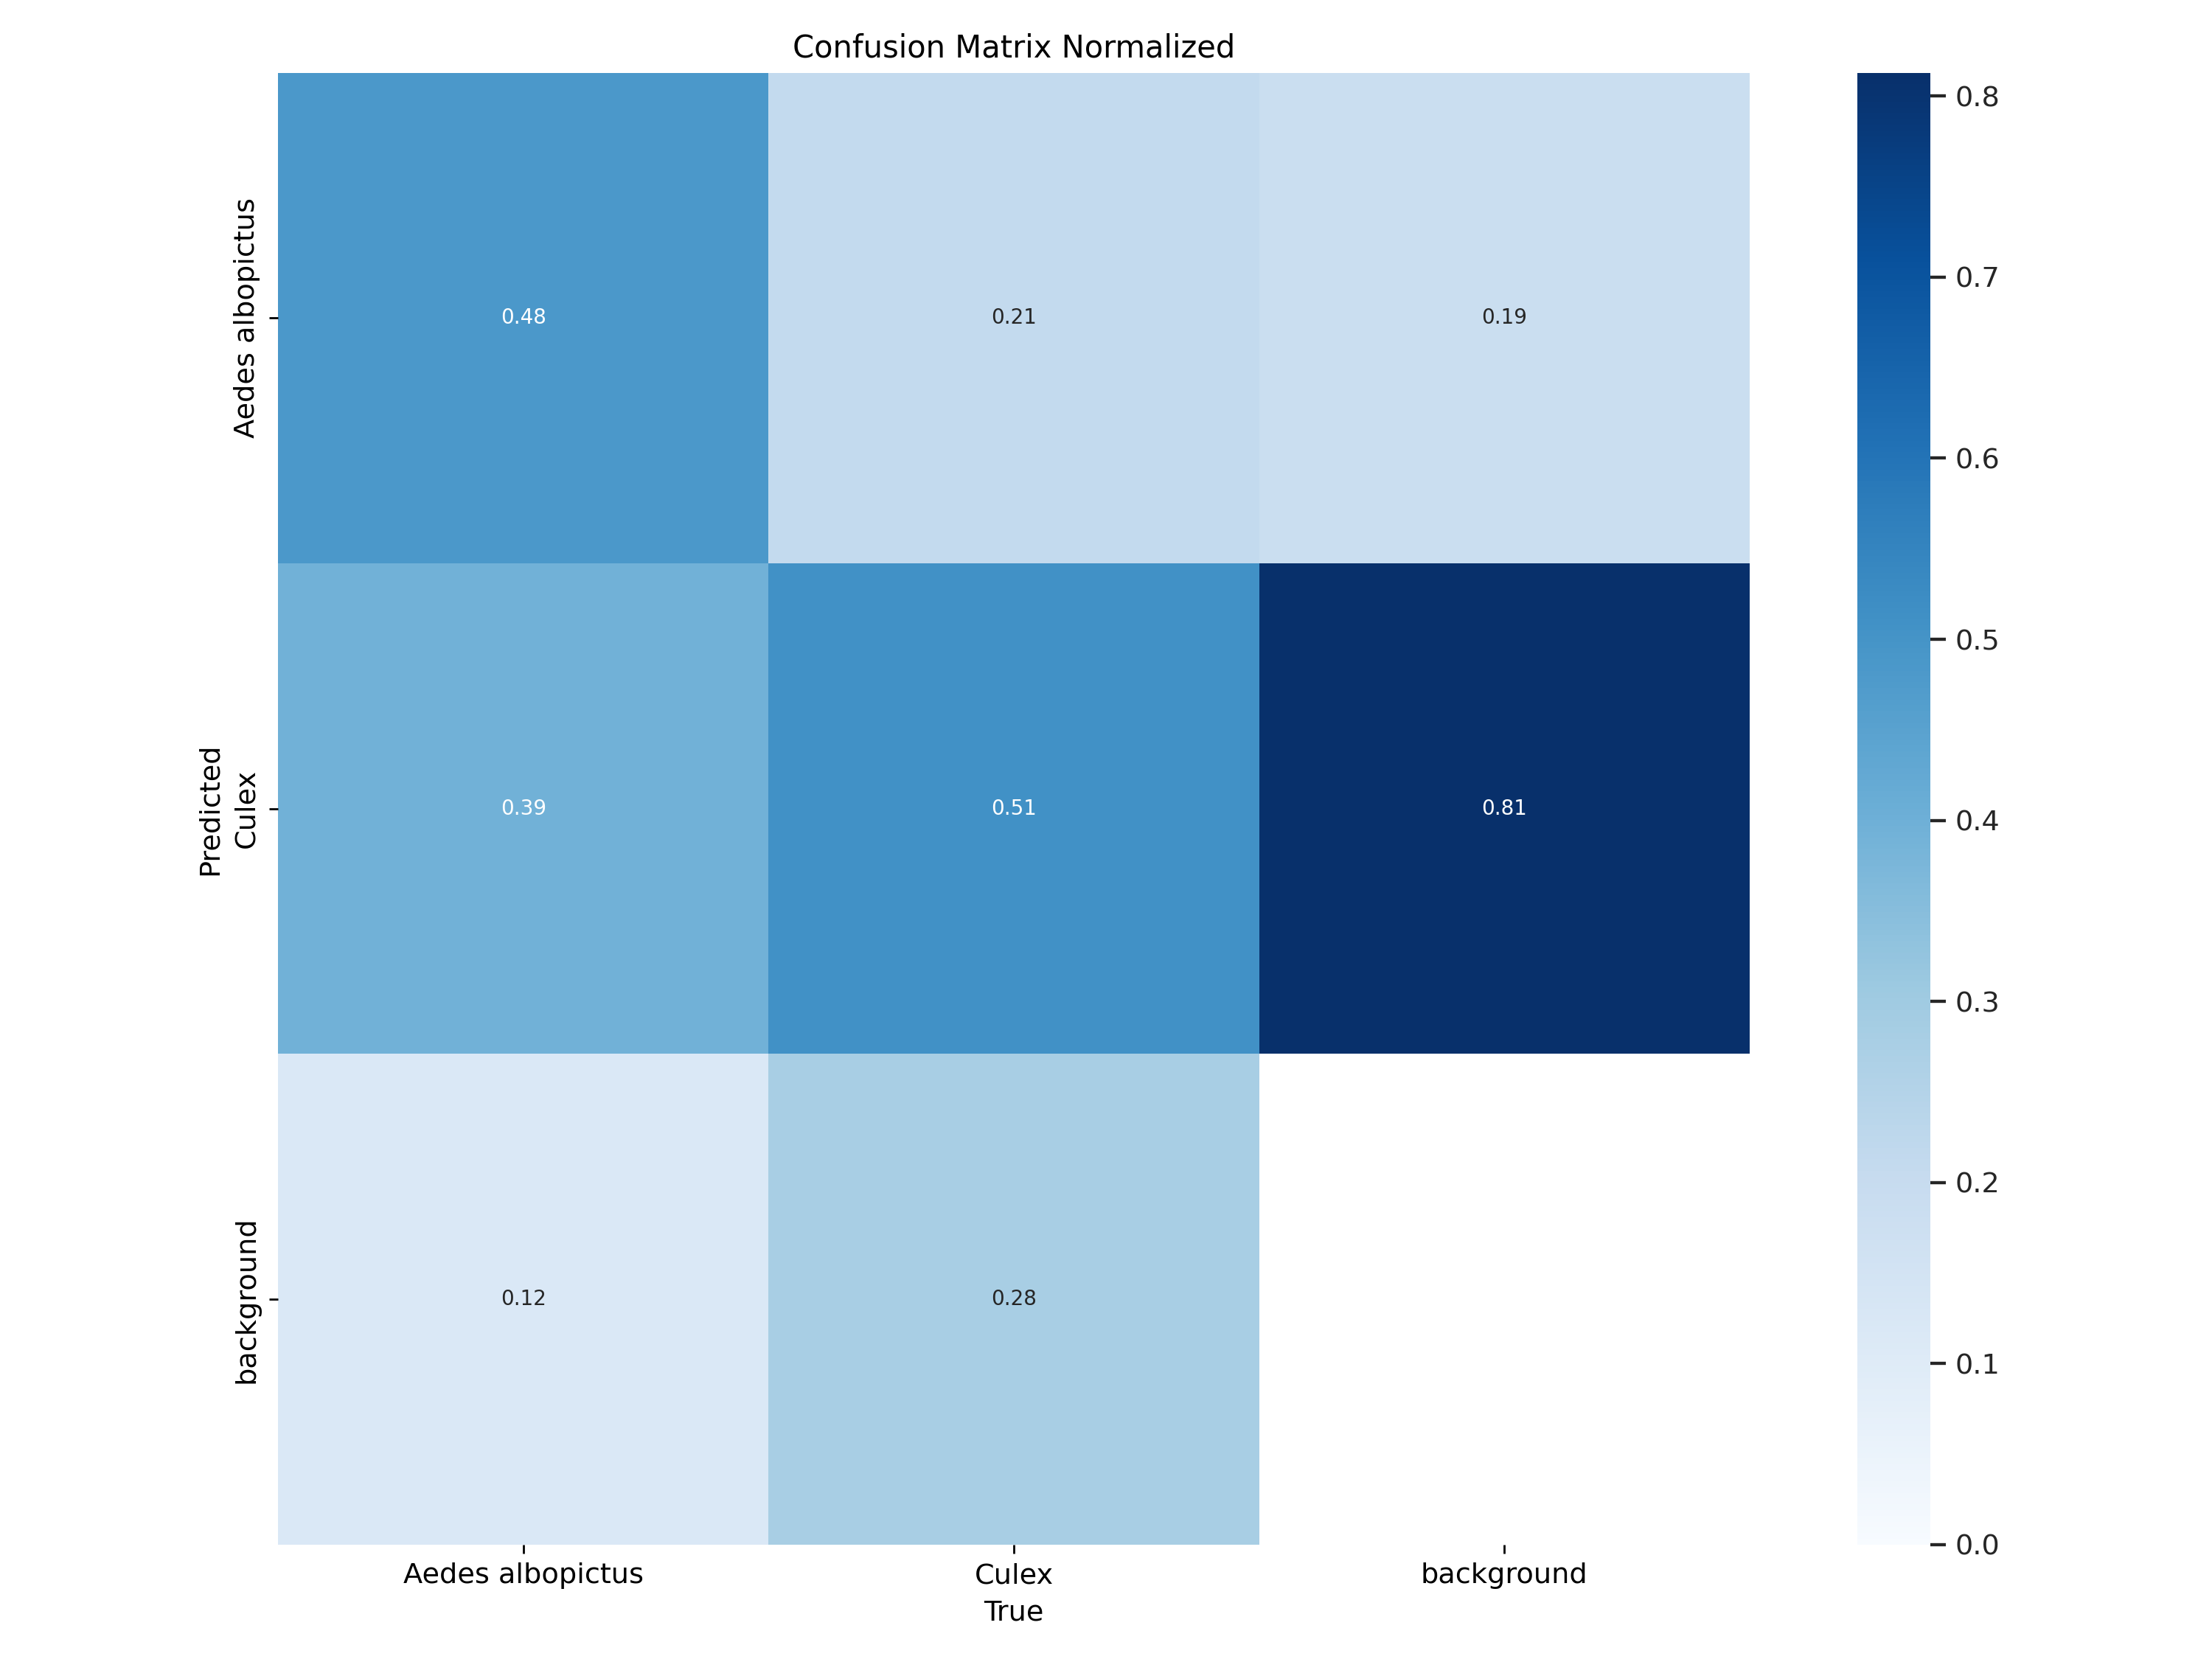 Confusion Matrix Normalized
Predicted
Aedes albopictus
0.48
0.21
0.19
Culex
0.39
0.51
0.81
background
0.12
0.28
Aedes albopictus
Culex
background
True
0.8
0.7
0.6
0.5
0.4
0.3
0.2
0.1
0.0